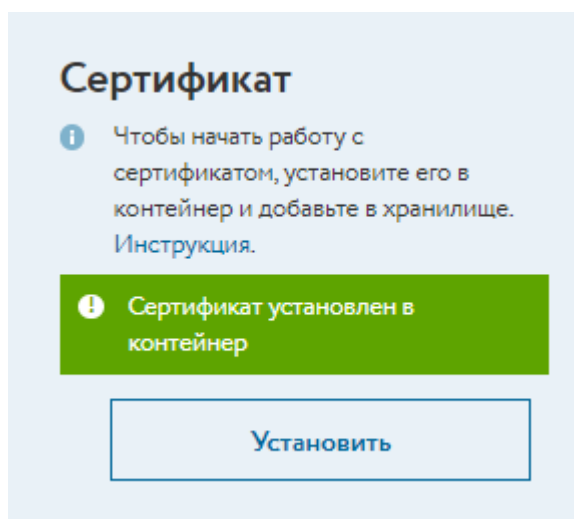 Сертификат
Чтобы начать работу с
сертификатом, установите его в
контейнер и добавьте в хранилище.
Инструкция.
Сертификат установлен в
контейнер
Установить